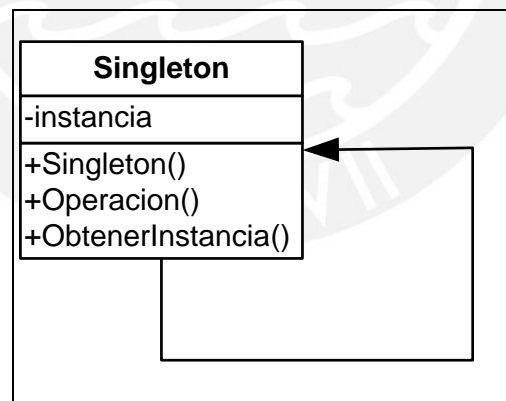 Singleton
-instancia
+Singleton()
+Operacion()
+ObtenerInstancia()